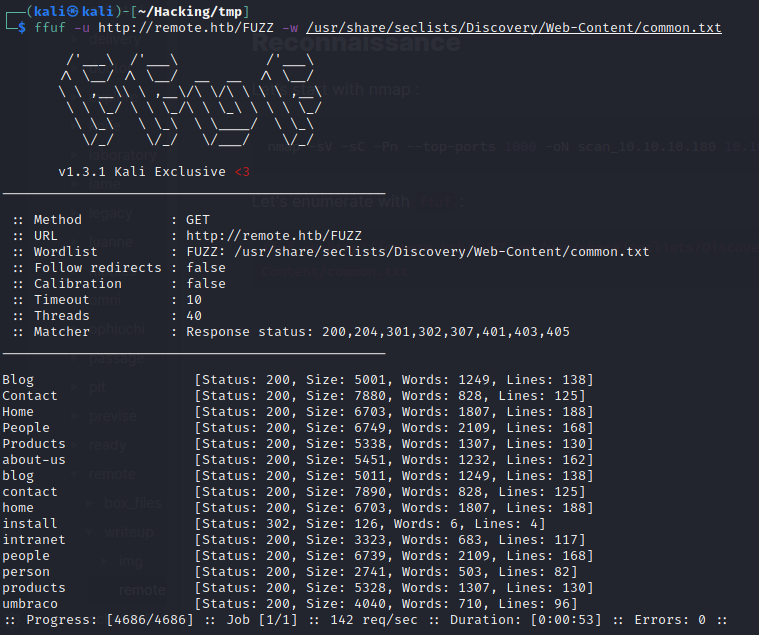 (kali㉿kali)-[~/Hacking/tmp]
$ ffuf -u http://remote.htb/FUZZ -w /usr/share/seclists/Discovery/Web-Content/common.txt
Reconnaissance
v1.3.1 Kali Exclusive <3
:: Method : GET
:: URL : http://remote.htb/FUZZ
:: Wordlist : FUZZ: /usr/share/seclists/Discovery/Web-Content/common.txt
:: Follow redirects : false
:: Calibration : false
:: Timeout : 10
:: Threads : 40
:: Matcher : Response status: 200,204,301,302,307,401,403,405
Blog [Status: 200, Size: 5001, Words: 1249, Lines: 138]
Contact [Status: 200, Size: 7880, Words: 828, Lines: 125]
Home [Status: 200, Size: 6703, Words: 1807, Lines: 188]
People [Status: 200, Size: 6749, Words: 2109, Lines: 168]
Products [Status: 200, Size: 5338, Words: 1307, Lines: 130]
about-us [Status: 200, Size: 5451, Words: 1232, Lines: 162]
blog [Status: 200, Size: 5011, Words: 1249, Lines: 138]
contact [Status: 200, Size: 7890, Words: 828, Lines: 125]
home [Status: 200, Size: 6703, Words: 1807, Lines: 188]
install [Status: 302, Size: 126, Words: 6, Lines: 4]
intranet [Status: 200, Size: 3323, Words: 683, Lines: 117]
people [Status: 200, Size: 6739, Words: 2109, Lines: 168]
person [Status: 200, Size: 2741, Words: 503, Lines: 82]
products [Status: 200, Size: 5328, Words: 1307, Lines: 130]
umbraco [Status: 200, Size: 4040, Words: 710, Lines: 96]
:: Progress: [4686/4686] :: Job [1/1] :: 142 req/sec :: Duration: [0:00:53] :: Errors: 0 ::